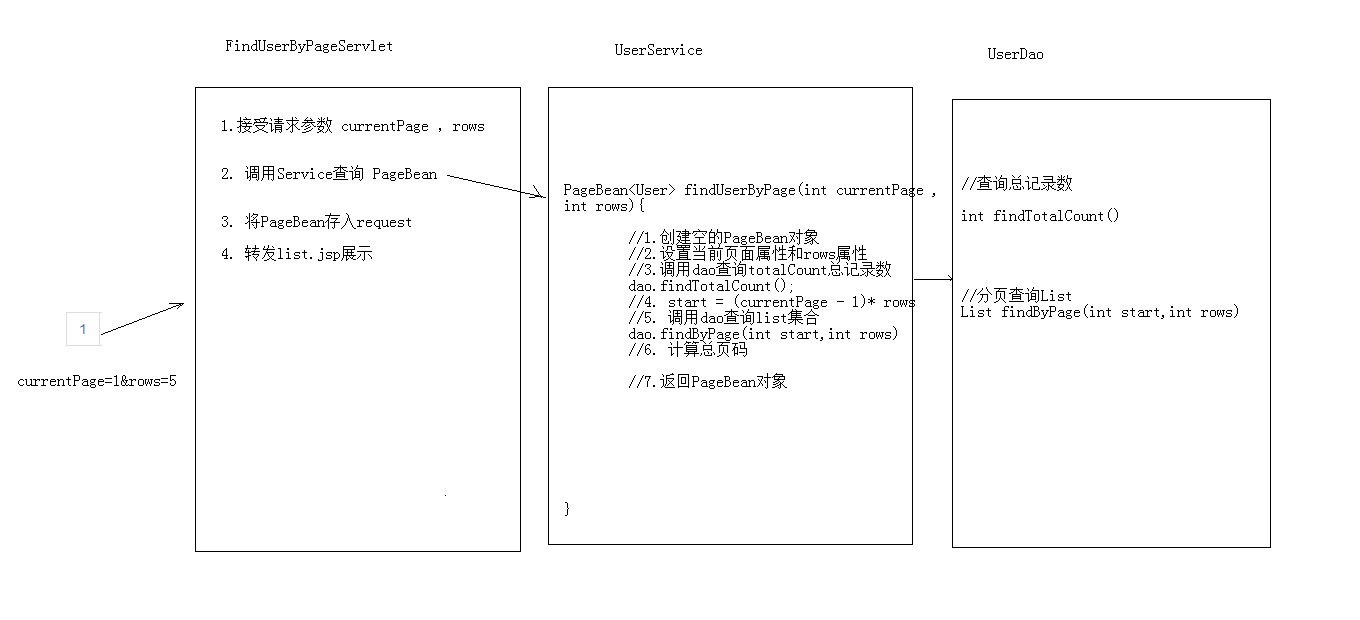 FindUserByPageServlet
1.接受请求参数 currentPage , rows
2. 调用Service查询 PageBean
3. 将PageBean存入request
4. 转发list.jsp展示
1
currentPage=1&rows=5
UserService
PageBean<User> findUserByPage(int currentPage ,
int rows){
//1.创建空的PageBean对象
//2.设置当前页面属性和rows属性
//3.调用dao查询totalCount总记录数
dao.findTotalCount();
//4. start = (currentPage - 1)* rows
//5. 调用dao查询list集合
dao.findByPage(int start,int rows)
//6. 计算总页码
//7.返回PageBean对象
}
UserDao
//查询总记录数
int findTotalCount()
//分页查询List
List findByPage(int start,int rows)